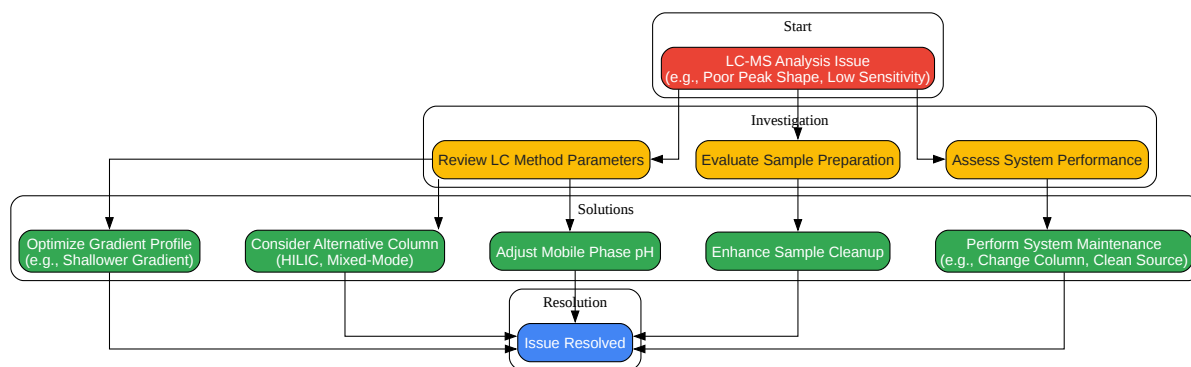 Start
LC-MS Analysis Issue
(e.g., Poor Peak Shape, Low Sensitivity)
Investigation
Review LC Method Parameters
Evaluate Sample Preparation
Assess System Performance
Solutions
Optimize Gradient Profile
(e.g., Shallower Gradient)
Consider Alternative Column
(HILIC, Mixed-Mode)
Adjust Mobile Phase pH
Enhance Sample Cleanup
Perform System Maintenance
(e.g., Change Column, Clean Source)
Resolution
Issue Resolved